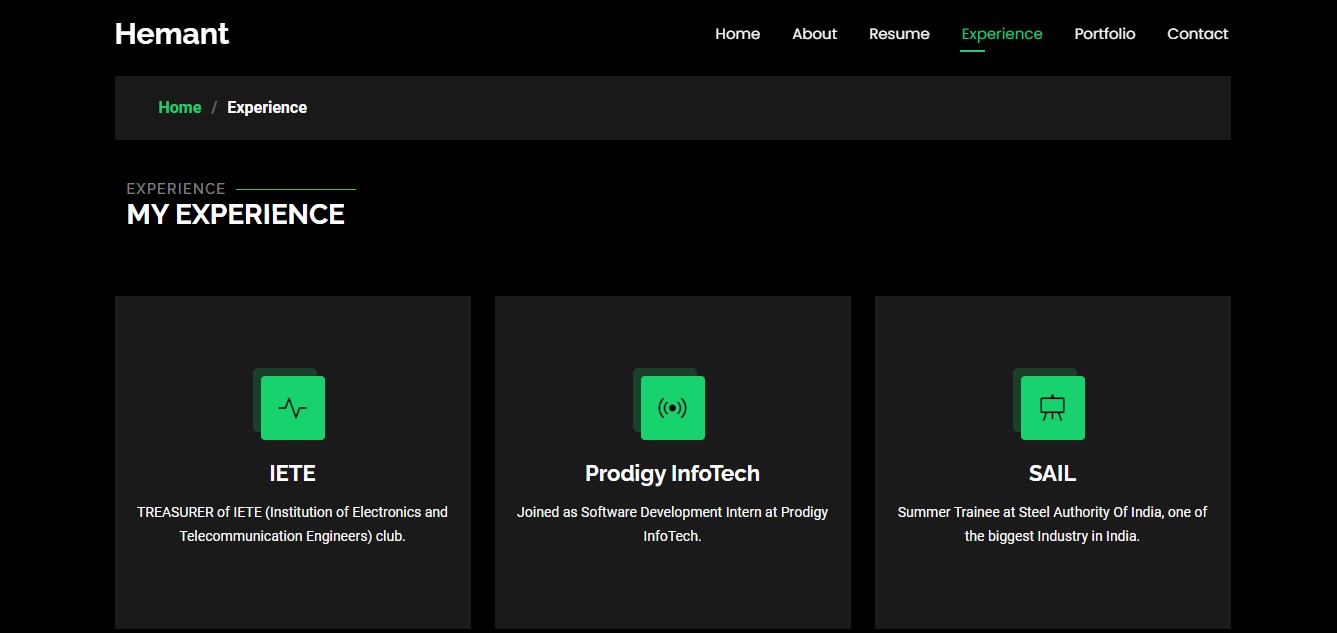 Hemant
Home About Resume Experience Portfolio Contact
Home / Experience
EXPERIENCE
MY EXPERIENCE
IETE
TREASURER of IETE (Institution of Electronics and
Telecommunication Engineers) club.
Prodigy InfoTech
Joined as Software Development Intern at Prodigy
InfoTech.
SAIL
Summer Trainee at Steel Authority Of India, one of
the biggest Industry in India.